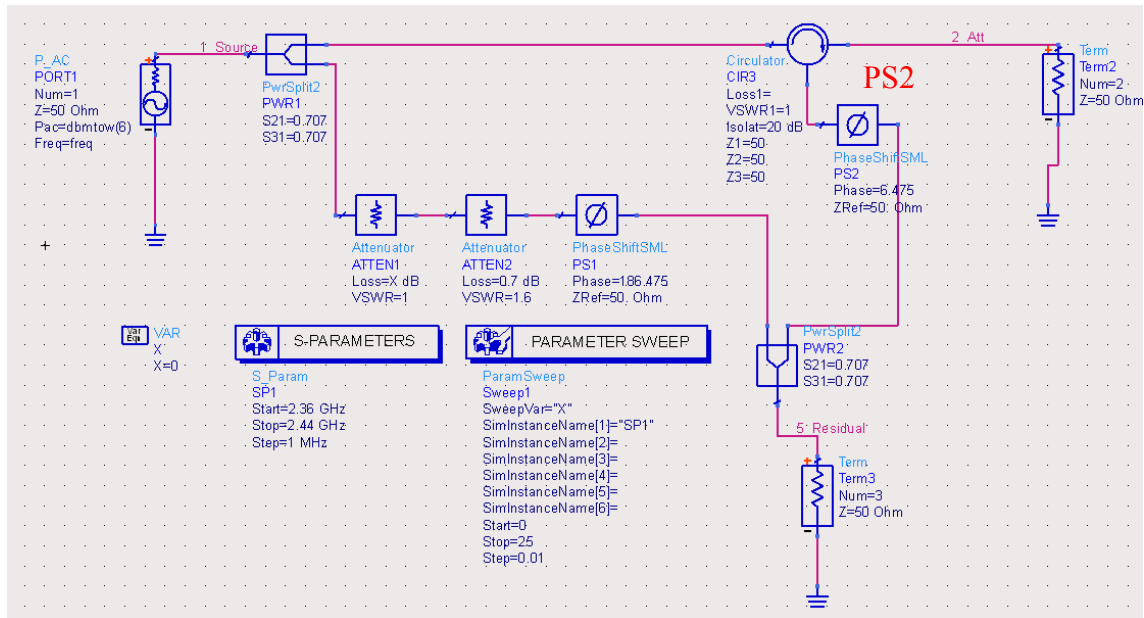 P_AC
PORT1
Num=1
Z=50 Ohm
Pac=dbmtow(6)
Freq=freq
1 Source
PwrSplit2
PWR1
S21=0.707
S31=0.707
Circulator
CIR3
Loss1=
VSWR1=1
Isolat=20 dB
Z1=50
Z2=50
Z3=50
PS2
PhaseShiftSML
PS2
Phase=6.475
ZRef=50. Ohm
2 Att
Term
Term2
Num=2
Z=50 Ohm
Attenuator
ATTEN1
Loss=X dB
VSWR=1
Attenuator
ATTEN2
Loss=0.7 dB
VSWR=1.6
PhaseShiftSML
PS1
Phase=186.475
ZRef=50. Ohm
Var
Eqn
VAR
X
X=0
S-PARAMETERS
S_Param
SP1
Start=2.36 GHz
Stop=2.44 GHz
Step=1 MHz
PARAMETER SWEEP
ParamSweep
Sweep1
SweepVar="X"
SimInstanceName[1]="SP1"
SimInstanceName[2]=
SimInstanceName[3]=
SimInstanceName[4]=
SimInstanceName[5]=
SimInstanceName[6]=
Start=0
Stop=25
Step=0.01
PwrSplit2
PWR2
S21=0.707
S31=0.707
5 Residual
Term
Term3
Num=3
Z=50 Ohm